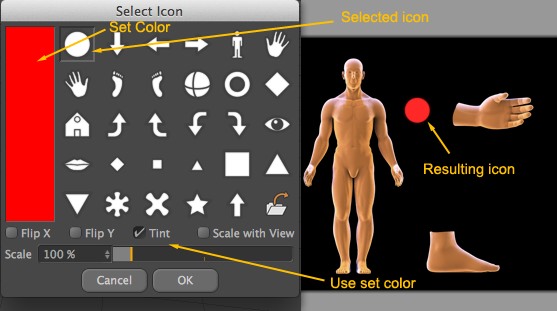 Select Icon
Selected icon
Set Color
Resulting icon
Flip X Flip Y Tint Scale with View
Scale 100 %
Cancel OK
Use set color